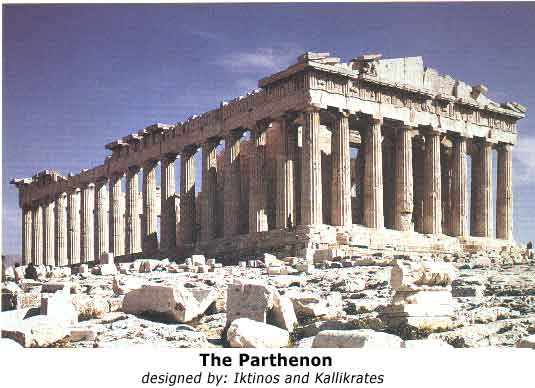 The Parthenon
designed by: Iktinos and Kallikrates